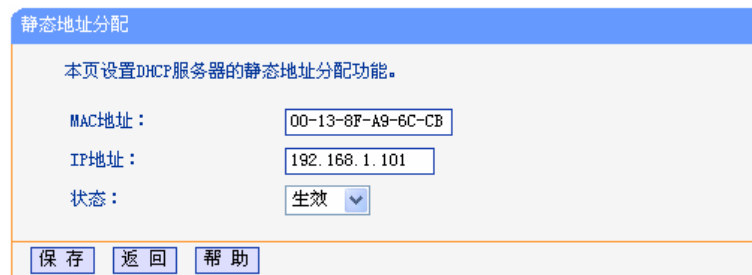 静态地址分配
本页设置DHCP服务器的静态地址分配功能。
MAC地址： 00-13-8F-A9-6C-CB
IP地址： 192.168.1.101
状态： 生效
保 存 返 回 帮 助